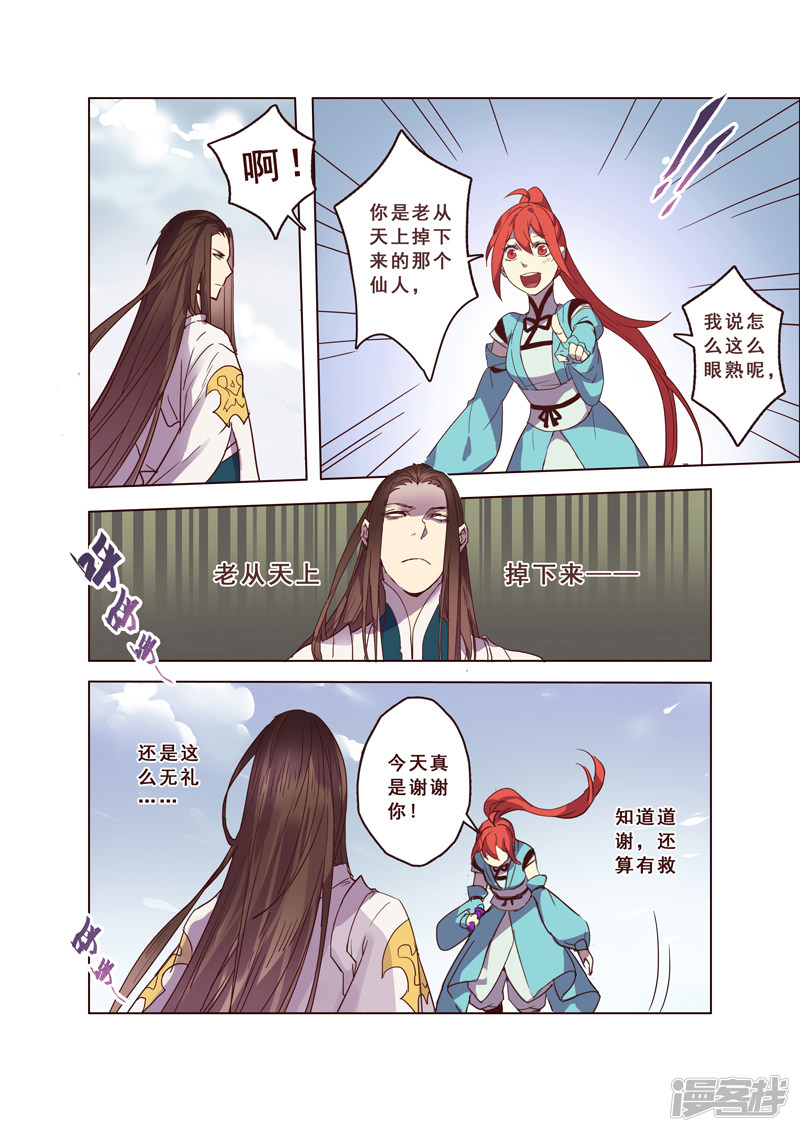 啊！
你是老从
天上掉下
来的那个
仙人，
我说怎
么这么
眼熟呢，
老从天上
掉下来——
还是这
么无礼
……
今天真
是谢谢
你！
知道道
谢，还
算有救
漫客栈